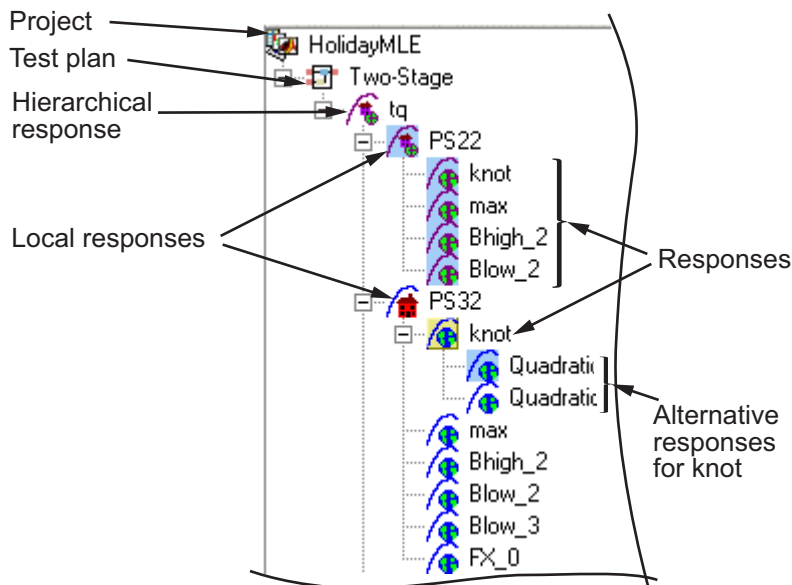 Project
HolidayMLE
Test plan
Two-Stage
Hierarchical
response
tq
PS22
knot
max
Bhigh_2
Blow_2
Local responses
Responses
PS32
knot
Quadratic
Quadratic
Alternative
responses
for knot
max
Bhigh_2
Blow_2
Blow_3
FX_0